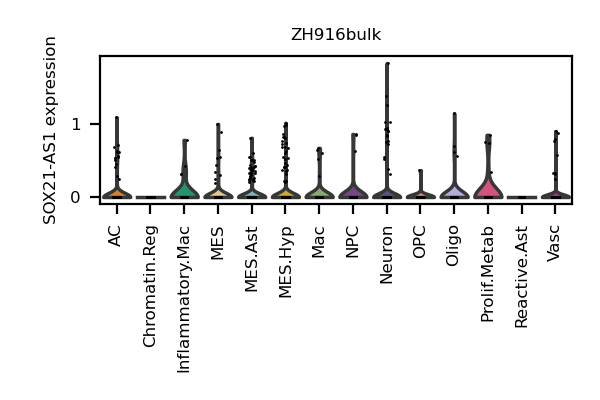 ZH916bulk
SOX21-AS1 expression
1
0
AC
Chromatin.Reg
Inflammatory.Mac
MES
MES.Ast
MES.Hyp
Mac
NPC
Neuron
OPC
Oligo
Prolif.Metab
Reactive.Ast
Vasc